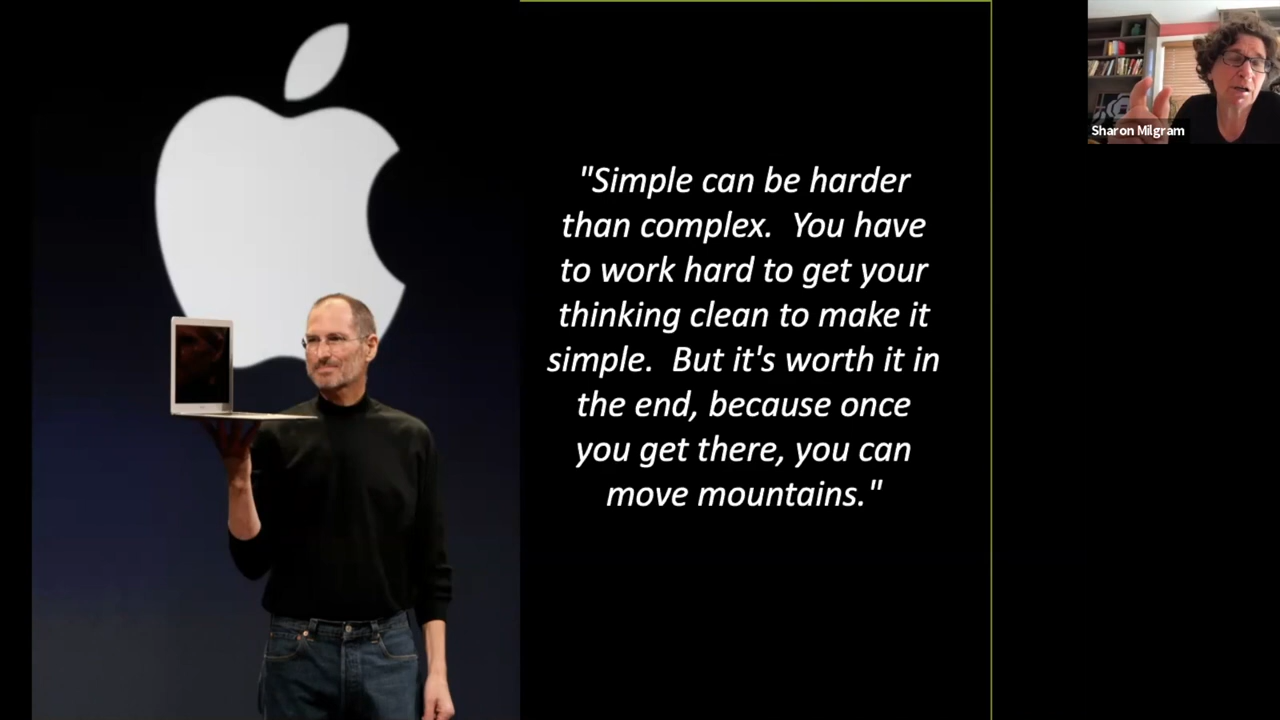 "Simple can be harder
than complex.  You have
to work hard to get your
thinking clean to make it
simple.  But it's worth it in
the end, because once
you get there, you can
move mountains."
Sharon Milgram